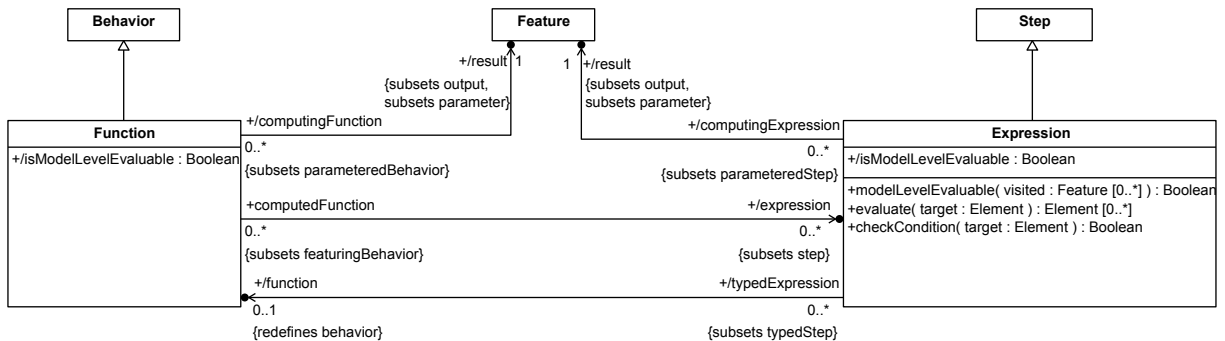 Behavior
Feature
Step
+/result 1
1 +/result
{subsets output,
subsets parameter}
{subsets output,
subsets parameter}
Function
+/isModelLevelEvaluable : Boolean
+/computingFunction
0..*
{subsets parameteredBehavior}
+/computingExpression
0..*
{subsets parameteredStep}
Expression
+/isModelLevelEvaluable : Boolean
+modelLevelEvaluable( visited : Feature [0..*] ) : Boolean
+evaluate( target : Element ) : Element [0..*]
+checkCondition( target : Element ) : Boolean
+computedFunction
0..*
{subsets featuringBehavior}
+/expression
0..*
{subsets step}
+/function
0..1
{redefines behavior}
+/typedExpression
0..*
{subsets typedStep}